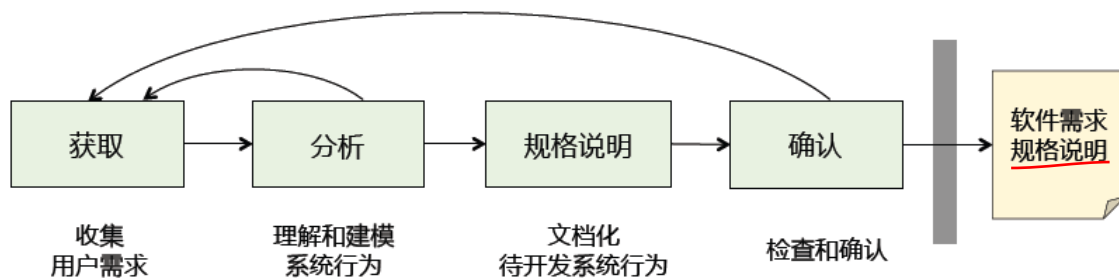 获取
分析
规格说明
确认
软件需求
规格说明
收集
用户需求
理解和建模
系统行为
文档化
待开发系统行为
检查和确认